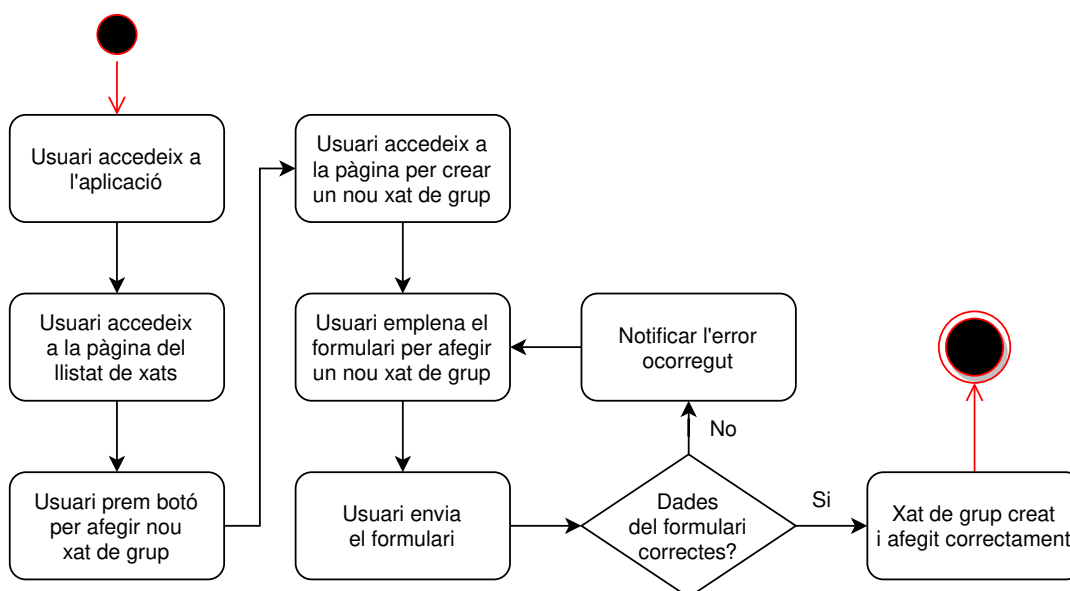 Usuari accedeix a
l'aplicació
Usuari accedeix
a la pàgina del
llistat de xats
Usuari prem botó
per afegir nou
xat de grup
Usuari accedeix a
la pàgina per crear
un nou xat de grup
Usuari emplena el
formulari per afegir
un nou xat de grup
Usuari envia
el formulari
Dades
del formulari
correctes?
No
Notificar l'error
ocorregut
Si
Xat de grup creat
i afegit correctament